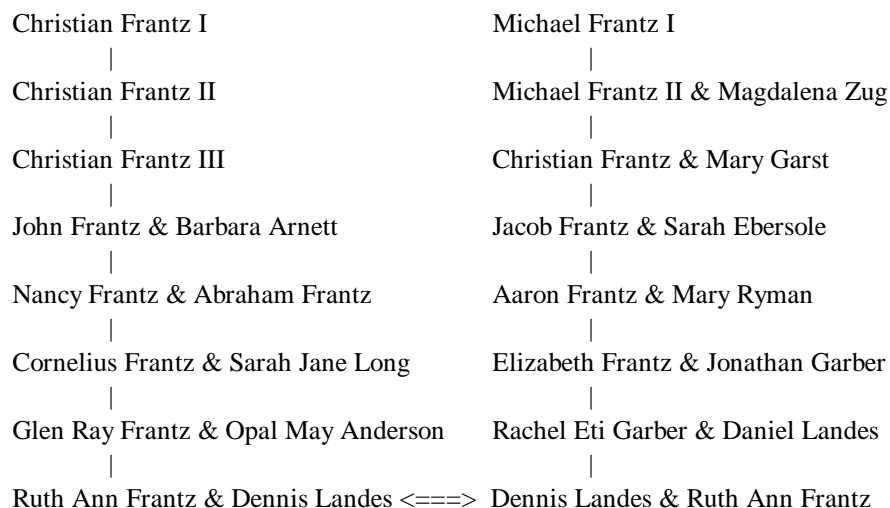 Christian Frantz I Michael Frantz I
| |
Christian Frantz II Michael Frantz II & Magdalena Zug
| |
Christian Frantz III Christian Frantz & Mary Garst
| |
John Frantz & Barbara Arnett Jacob Frantz & Sarah Ebersole
| |
Nancy Frantz & Abraham Frantz Aaron Frantz & Mary Ryman
| |
Cornelius Frantz & Sarah Jane Long Elizabeth Frantz & Jonathan Garber
| |
Glen Ray Frantz & Opal May Anderson Rachel Eti Garber & Daniel Landes
| |
Ruth Ann Frantz & Dennis Landes <===> Dennis Landes & Ruth Ann Frantz